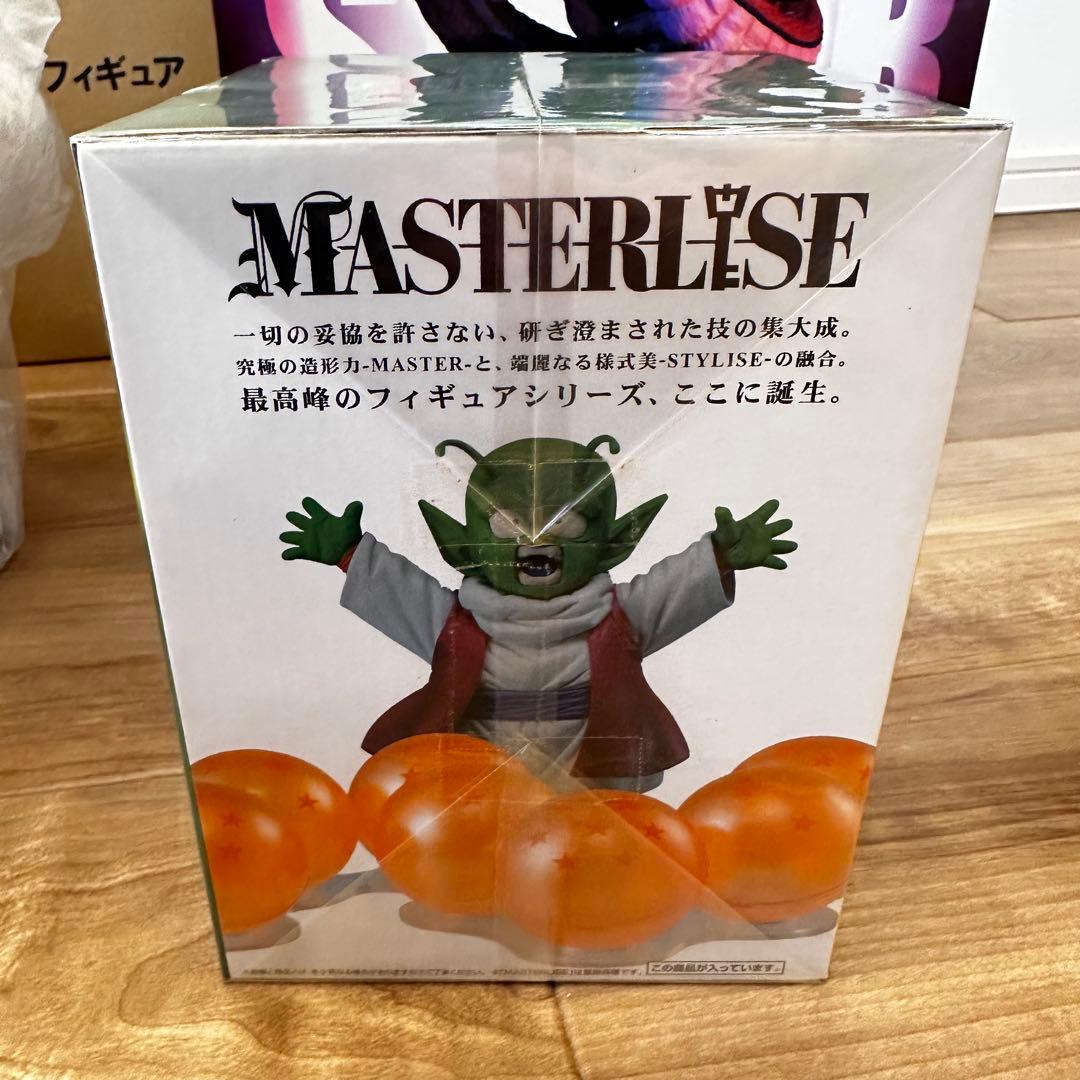 フィギュア
MASTERLISE
一切の妥協を許さない、研ぎ澄まされた技の集大成。
究極の造形力-MASTER-と、端麗なる様式美-STYLISE-の融合。
最高峰のフィギュアシリーズ、ここに誕生。
この商品が入っています。